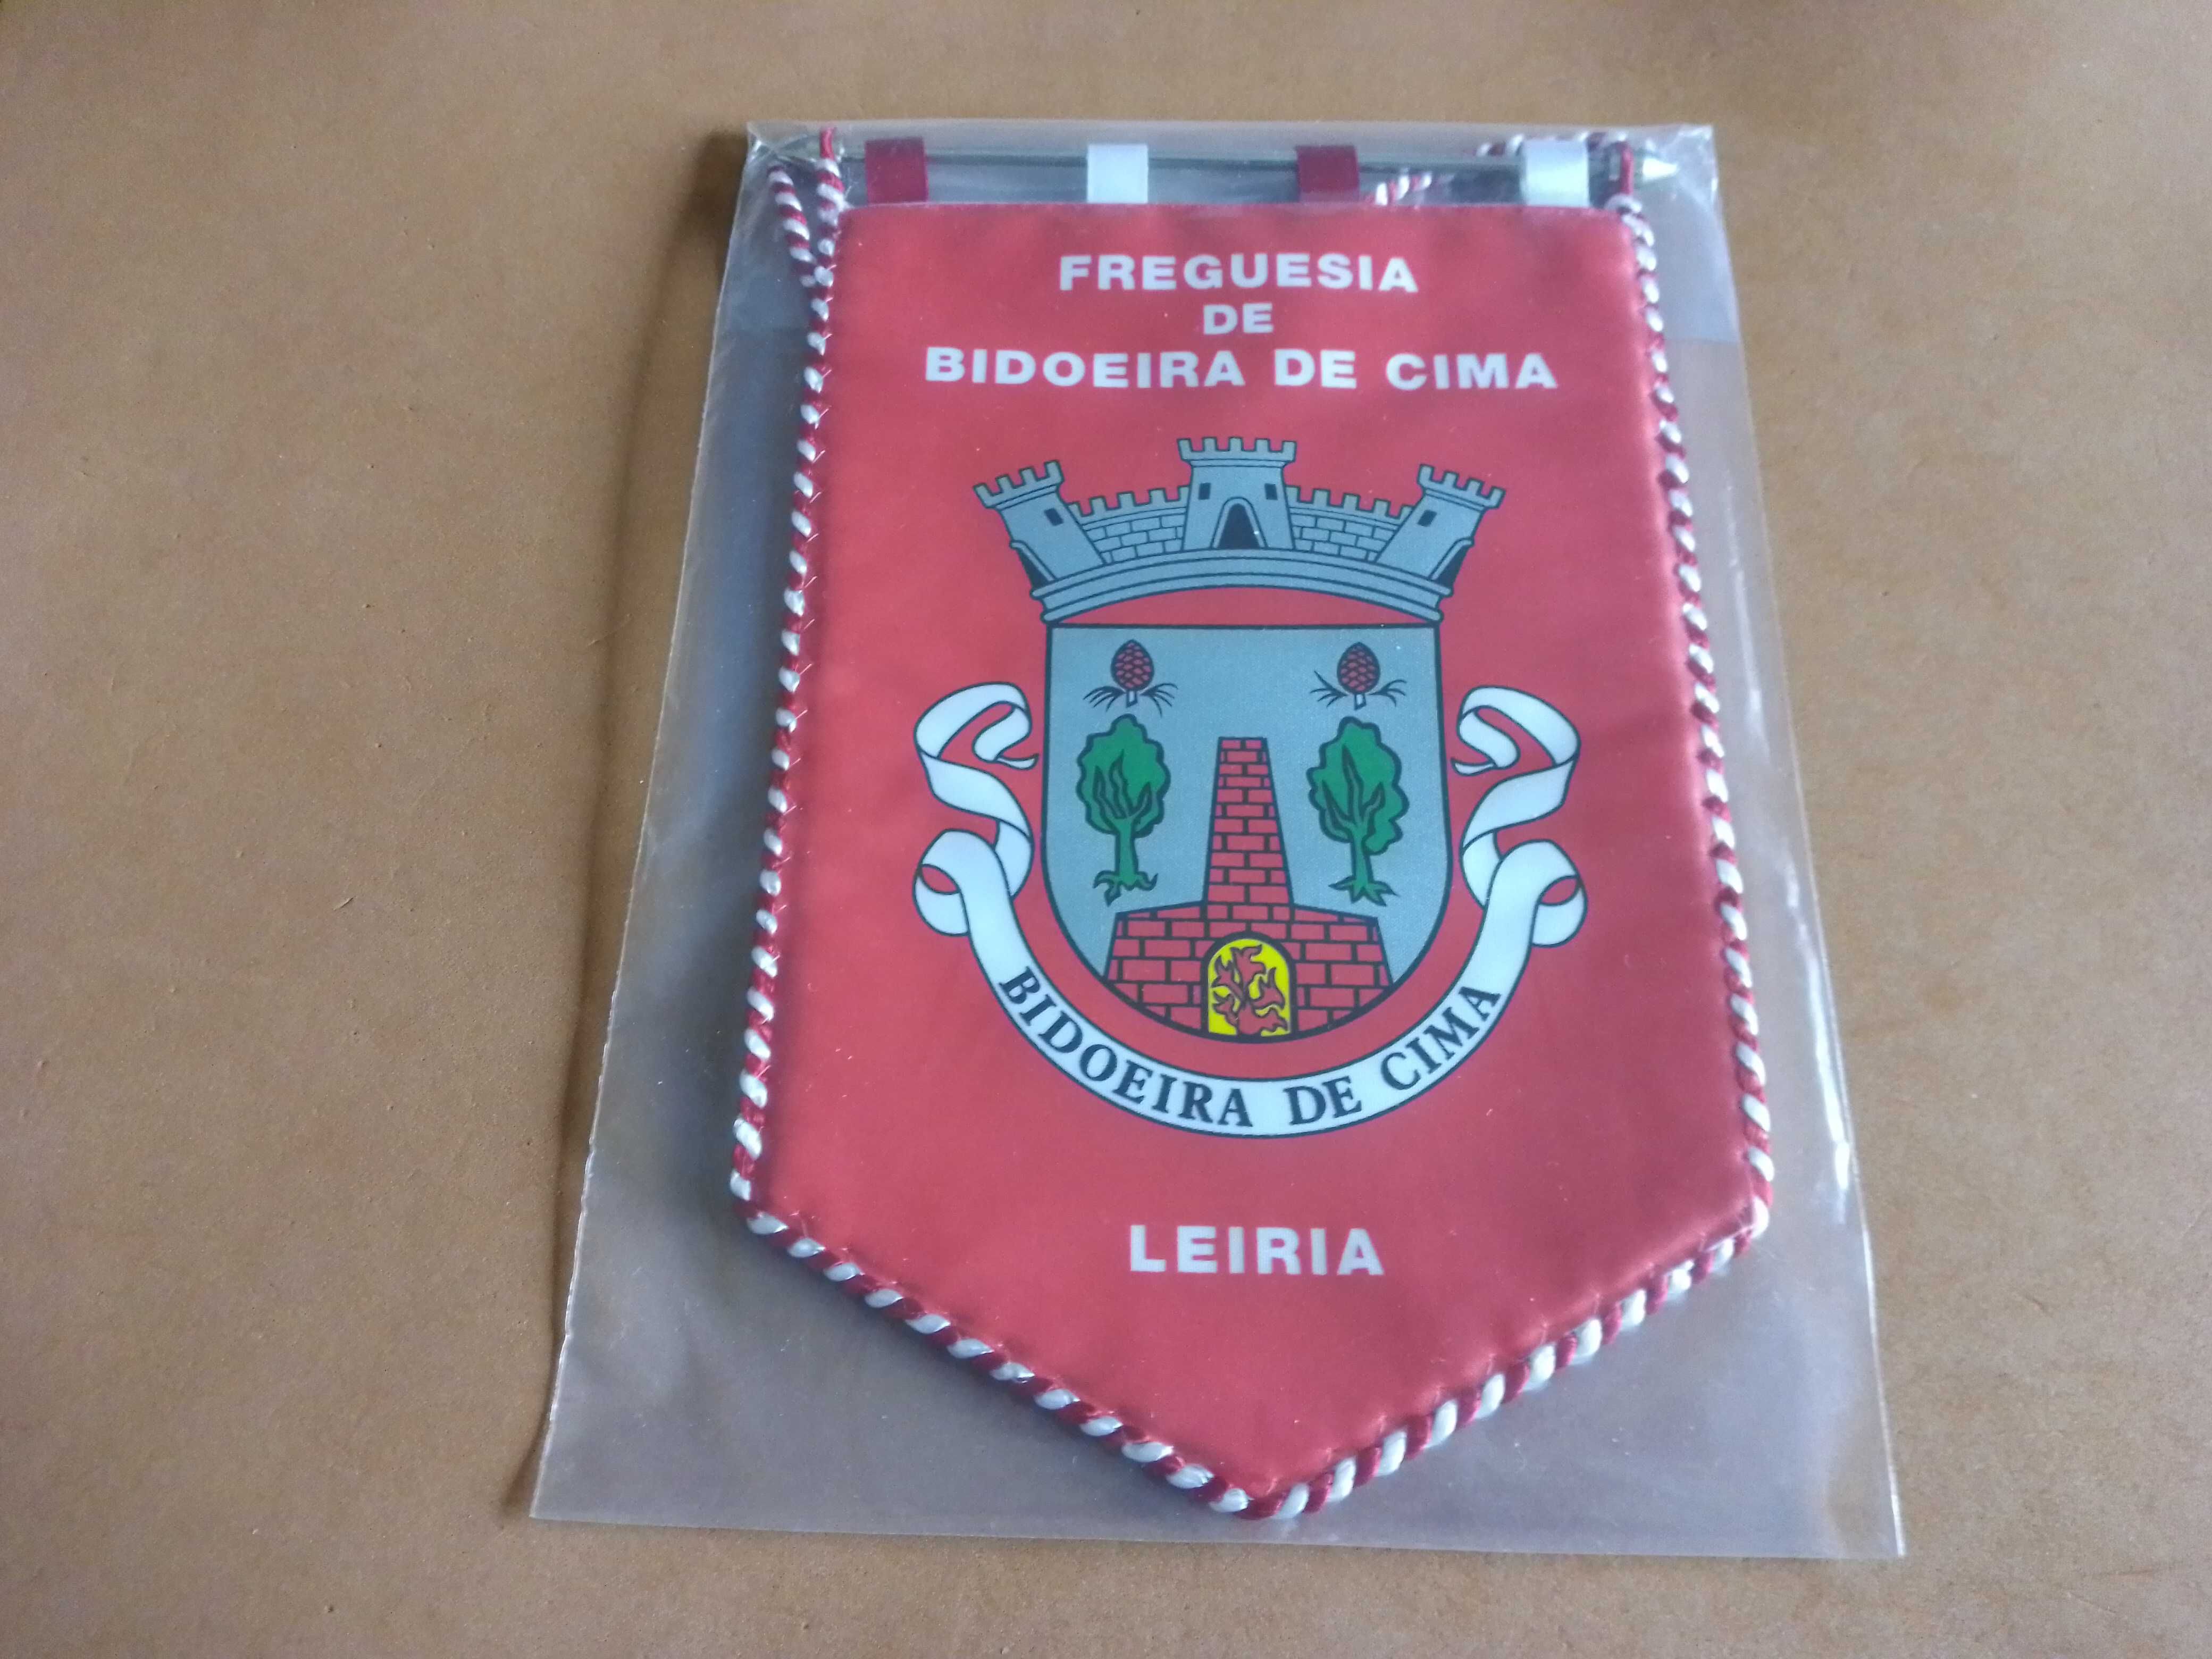 FREGUESIA
DE
BIDOEIRA DE CIMA
BIDOEIRA DE CIMA
LEIRIA